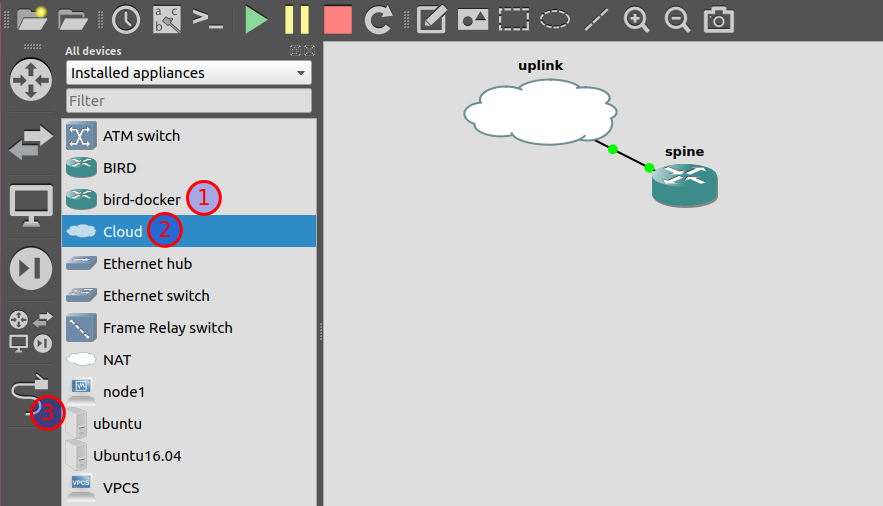 a c
b
>_
All devices
Installed appliances
Filter
ATM switch
BIRD
bird-docker 1
Cloud 2
Ethernet hub
Ethernet switch
Frame Relay switch
NAT
node1
3
ubuntu
Ubuntu16.04
VPCS
VPCS
uplink
spine